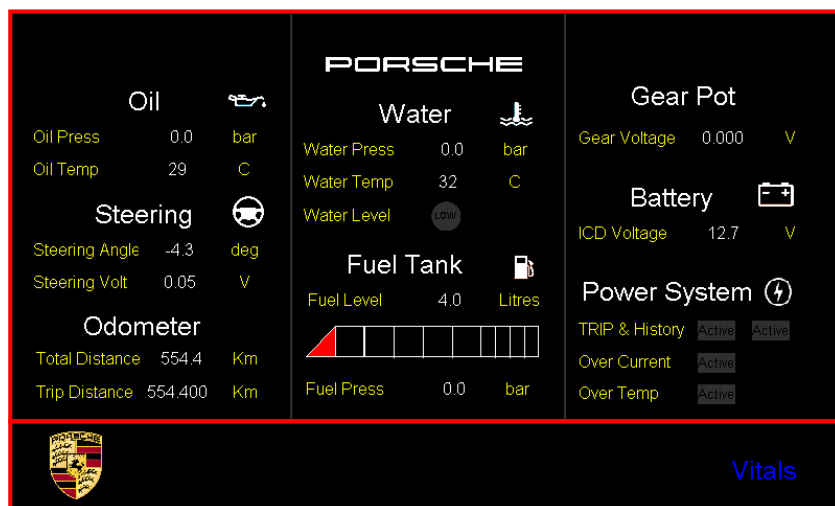 Oil
Oil Press 0.0 bar
Oil Temp 29 C
Steering
Steering Angle -4.3 deg
Steering Volt 0.05 V
Odometer
Total Distance 554.4 Km
Trip Distance 554.400 Km
PORSCHE
Water
Water Press 0.0 bar
Water Temp 32 C
Water Level LOW
Fuel Tank
Fuel Level 4.0 Litres
Fuel Press 0.0 bar
Gear Pot
Gear Voltage 0.000 V
Battery
ICD Voltage 12.7 V
Power System
TRIP & History Active Active
Over Current Active
Over Temp Active
PORSCHE
Vitals